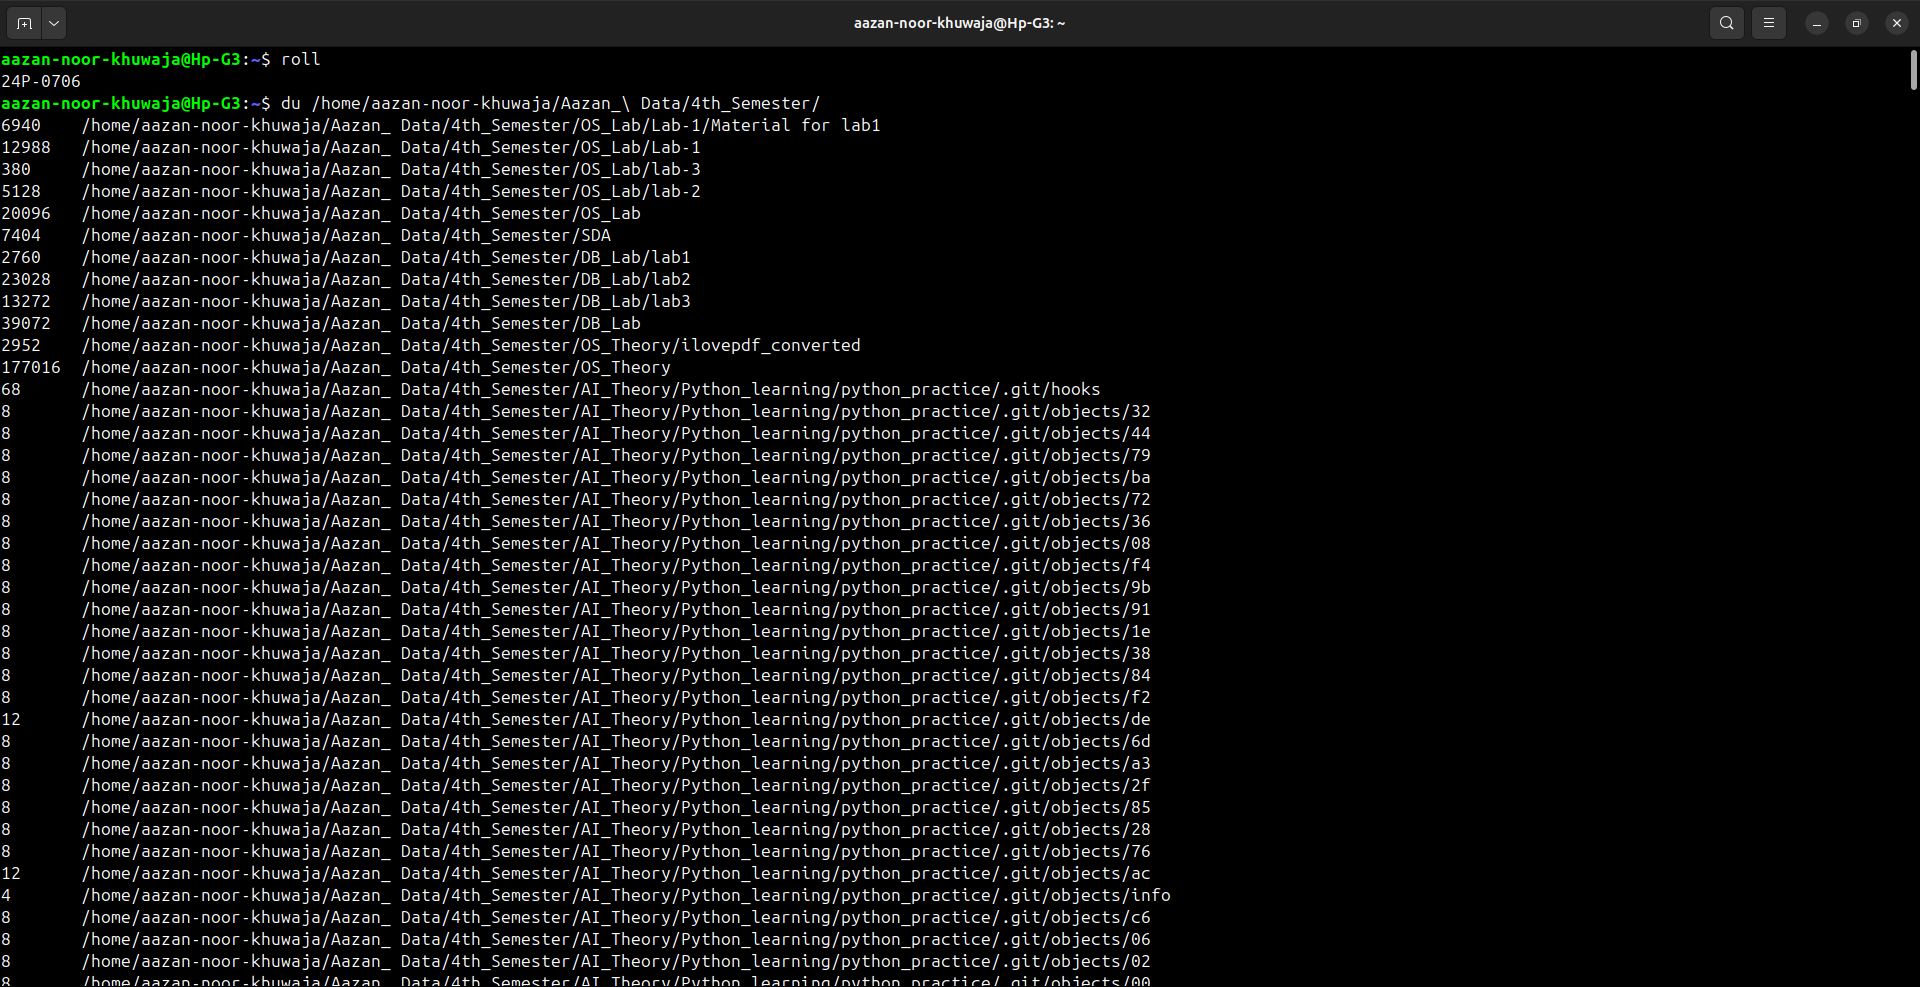 aazan-noor-khuwaja@Hp-G3: ~
aazan-noor-khuwaja@Hp-G3:~$ roll
24P-0706
aazan-noor-khuwaja@Hp-G3:~$ du /home/aazan-noor-khuwaja/Aazan_\ Data/4th_Semester/
6940 /home/aazan-noor-khuwaja/Aazan_ Data/4th_Semester/OS_Lab/Lab-1/Material for lab1
12988 /home/aazan-noor-khuwaja/Aazan_ Data/4th_Semester/OS_Lab/Lab-1
380 /home/aazan-noor-khuwaja/Aazan_ Data/4th_Semester/OS_Lab/lab-3
5128 /home/aazan-noor-khuwaja/Aazan_ Data/4th_Semester/OS_Lab/lab-2
20096 /home/aazan-noor-khuwaja/Aazan_ Data/4th_Semester/OS_Lab
7404 /home/aazan-noor-khuwaja/Aazan_ Data/4th_Semester/SDA
2760 /home/aazan-noor-khuwaja/Aazan_ Data/4th_Semester/DB_Lab/lab1
23028 /home/aazan-noor-khuwaja/Aazan_ Data/4th_Semester/DB_Lab/lab2
13272 /home/aazan-noor-khuwaja/Aazan_ Data/4th_Semester/DB_Lab/lab3
39072 /home/aazan-noor-khuwaja/Aazan_ Data/4th_Semester/DB_Lab
2952 /home/aazan-noor-khuwaja/Aazan_ Data/4th_Semester/OS_Theory/ilovepdf_converted
177016 /home/aazan-noor-khuwaja/Aazan_ Data/4th_Semester/OS_Theory
68 /home/aazan-noor-khuwaja/Aazan_ Data/4th_Semester/AI_Theory/Python_learning/python_practice/.git/hooks
8 /home/aazan-noor-khuwaja/Aazan_ Data/4th_Semester/AI_Theory/Python_learning/python_practice/.git/objects/32
8 /home/aazan-noor-khuwaja/Aazan_ Data/4th_Semester/AI_Theory/Python_learning/python_practice/.git/objects/44
8 /home/aazan-noor-khuwaja/Aazan_ Data/4th_Semester/AI_Theory/Python_learning/python_practice/.git/objects/79
8 /home/aazan-noor-khuwaja/Aazan_ Data/4th_Semester/AI_Theory/Python_learning/python_practice/.git/objects/ba
8 /home/aazan-noor-khuwaja/Aazan_ Data/4th_Semester/AI_Theory/Python_learning/python_practice/.git/objects/72
8 /home/aazan-noor-khuwaja/Aazan_ Data/4th_Semester/AI_Theory/Python_learning/python_practice/.git/objects/36
8 /home/aazan-noor-khuwaja/Aazan_ Data/4th_Semester/AI_Theory/Python_learning/python_practice/.git/objects/08
8 /home/aazan-noor-khuwaja/Aazan_ Data/4th_Semester/AI_Theory/Python_learning/python_practice/.git/objects/f4
8 /home/aazan-noor-khuwaja/Aazan_ Data/4th_Semester/AI_Theory/Python_learning/python_practice/.git/objects/9b
8 /home/aazan-noor-khuwaja/Aazan_ Data/4th_Semester/AI_Theory/Python_learning/python_practice/.git/objects/91
8 /home/aazan-noor-khuwaja/Aazan_ Data/4th_Semester/AI_Theory/Python_learning/python_practice/.git/objects/1e
8 /home/aazan-noor-khuwaja/Aazan_ Data/4th_Semester/AI_Theory/Python_learning/python_practice/.git/objects/38
8 /home/aazan-noor-khuwaja/Aazan_ Data/4th_Semester/AI_Theory/Python_learning/python_practice/.git/objects/84
8 /home/aazan-noor-khuwaja/Aazan_ Data/4th_Semester/AI_Theory/Python_learning/python_practice/.git/objects/f2
12 /home/aazan-noor-khuwaja/Aazan_ Data/4th_Semester/AI_Theory/Python_learning/python_practice/.git/objects/de
8 /home/aazan-noor-khuwaja/Aazan_ Data/4th_Semester/AI_Theory/Python_learning/python_practice/.git/objects/6d
8 /home/aazan-noor-khuwaja/Aazan_ Data/4th_Semester/AI_Theory/Python_learning/python_practice/.git/objects/a3
8 /home/aazan-noor-khuwaja/Aazan_ Data/4th_Semester/AI_Theory/Python_learning/python_practice/.git/objects/2f
8 /home/aazan-noor-khuwaja/Aazan_ Data/4th_Semester/AI_Theory/Python_learning/python_practice/.git/objects/85
8 /home/aazan-noor-khuwaja/Aazan_ Data/4th_Semester/AI_Theory/Python_learning/python_practice/.git/objects/28
8 /home/aazan-noor-khuwaja/Aazan_ Data/4th_Semester/AI_Theory/Python_learning/python_practice/.git/objects/76
12 /home/aazan-noor-khuwaja/Aazan_ Data/4th_Semester/AI_Theory/Python_learning/python_practice/.git/objects/ac
4 /home/aazan-noor-khuwaja/Aazan_ Data/4th_Semester/AI_Theory/Python_learning/python_practice/.git/objects/info
8 /home/aazan-noor-khuwaja/Aazan_ Data/4th_Semester/AI_Theory/Python_learning/python_practice/.git/objects/c6
8 /home/aazan-noor-khuwaja/Aazan_ Data/4th_Semester/AI_Theory/Python_learning/python_practice/.git/objects/06
8 /home/aazan-noor-khuwaja/Aazan_ Data/4th_Semester/AI_Theory/Python_learning/python_practice/.git/objects/02
8 /home/aazan-noor-khuwaja/Aazan_ Data/4th_Semester/AI_Theory/Python_learning/python_practice/.git/objects/00